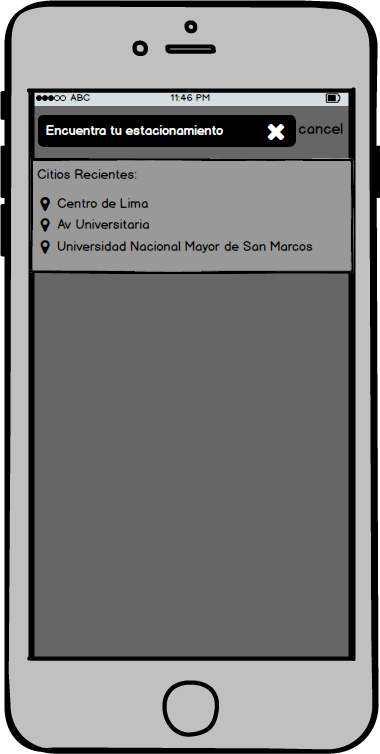 ABC 11:46 PM
Encuentra tu estacionamiento cancel
Citios Recientes:
Centro de Lima
Av Universitaria
Universidad Nacional Mayor de San Marcos